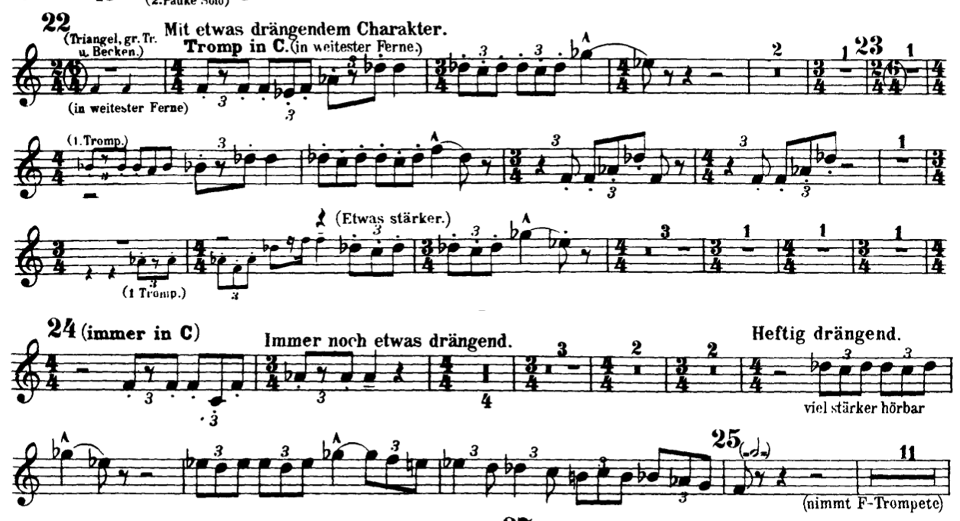 (2.Pauke Solo)
22
(Triangel, gr. Tr.
u. Becken.)
Mit etwas drängendem Charakter.
Tromp in C. (in weitester Ferne.)
(in weitester Ferne)
3 3 3 3 3 2 1 23 1
(1. Tromp.)
3 3 3 3 3 1
(Etwas stärker.)
3 3 3 3 3 1 1 1
(1 Tromp.)
24 (immer in C)
Immer noch etwas drängend.
Heftig drängend.
3 3 3 4 3 2 2 3 3
viel stärker hörbar
3 3 3 3 3 3 25 11
(nimmt F-Trompete)